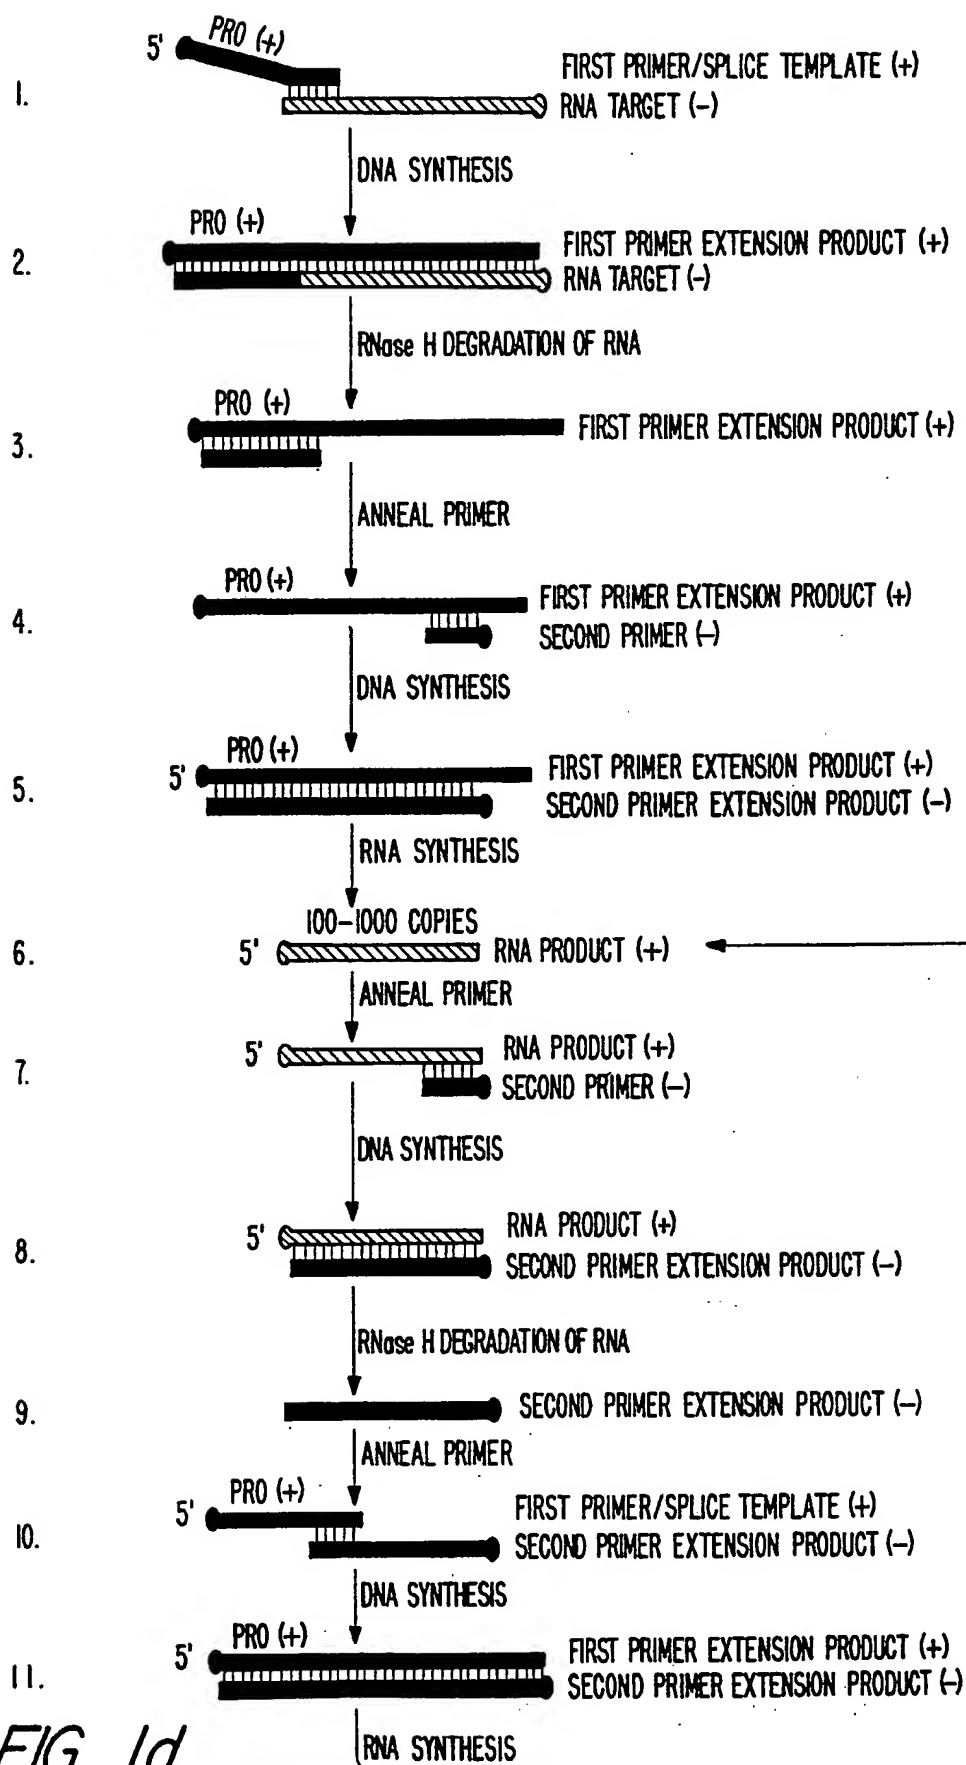 5' PRO (+)
1. FIRST PRIMER/SPLICE TEMPLATE (+)
RNA TARGET (-)
DNA SYNTHESIS
PRO (+)
2. FIRST PRIMER EXTENSION PRODUCT (+)
RNA TARGET (-)
RNase H DEGRADATION OF RNA
PRO (+)
3. FIRST PRIMER EXTENSION PRODUCT (+)
ANNEAL PRIMER
PRO (+)
4. FIRST PRIMER EXTENSION PRODUCT (+)
SECOND PRIMER (-)
DNA SYNTHESIS
PRO (+)
5. 5' FIRST PRIMER EXTENSION PRODUCT (+)
SECOND PRIMER EXTENSION PRODUCT (-)
RNA SYNTHESIS
100-1000 COPIES
6. 5' RNA PRODUCT (+)
ANNEAL PRIMER
7. 5' RNA PRODUCT (+)
SECOND PRIMER (-)
DNA SYNTHESIS
8. 5' RNA PRODUCT (+)
SECOND PRIMER EXTENSION PRODUCT (-)
RNase H DEGRADATION OF RNA
9. SECOND PRIMER EXTENSION PRODUCT (-)
ANNEAL PRIMER
PRO (+)
10. 5' FIRST PRIMER/SPLICE TEMPLATE (+)
SECOND PRIMER EXTENSION PRODUCT (-)
DNA SYNTHESIS
PRO (+)
11. 5' FIRST PRIMER EXTENSION PRODUCT (+)
SECOND PRIMER EXTENSION PRODUCT (-)
FIG. 1d
RNA SYNTHESIS